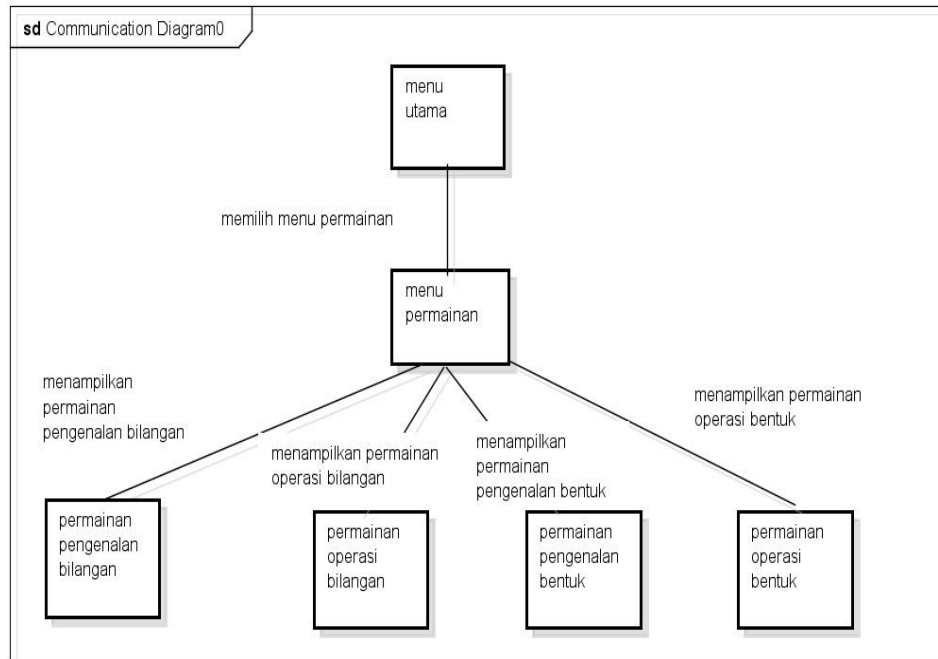 sd Communication Diagram0
menu
utama
memilih menu permainan
menu
permainan
menampilkan
permainan
pengenalan bilangan
menampilkan permainan
operasi bilangan
menampilkan
permainan
pengenalan bentuk
menampilkan permainan
operasi bentuk
permainan
pengenalan
bilangan
permainan
operasi
bilangan
permainan
pengenalan
bentuk
permainan
operasi
bentuk